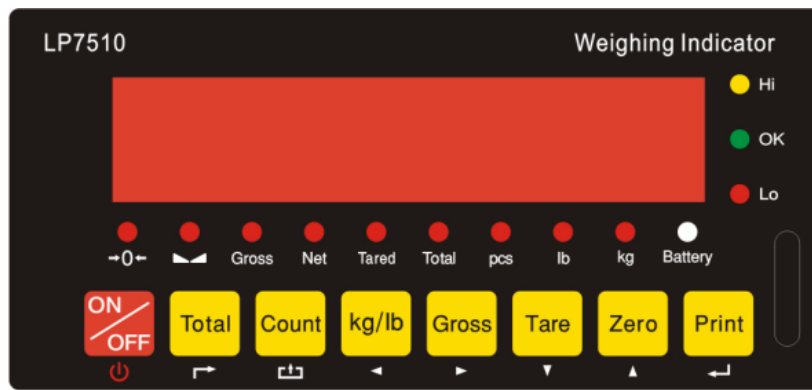 LP7510 Weighing Indicator
Hi
OK
Lo
→0← Gross Net Tared Total pcs lb kg Battery
ON/OFF Total Count kg/lb Gross Tare Zero Print